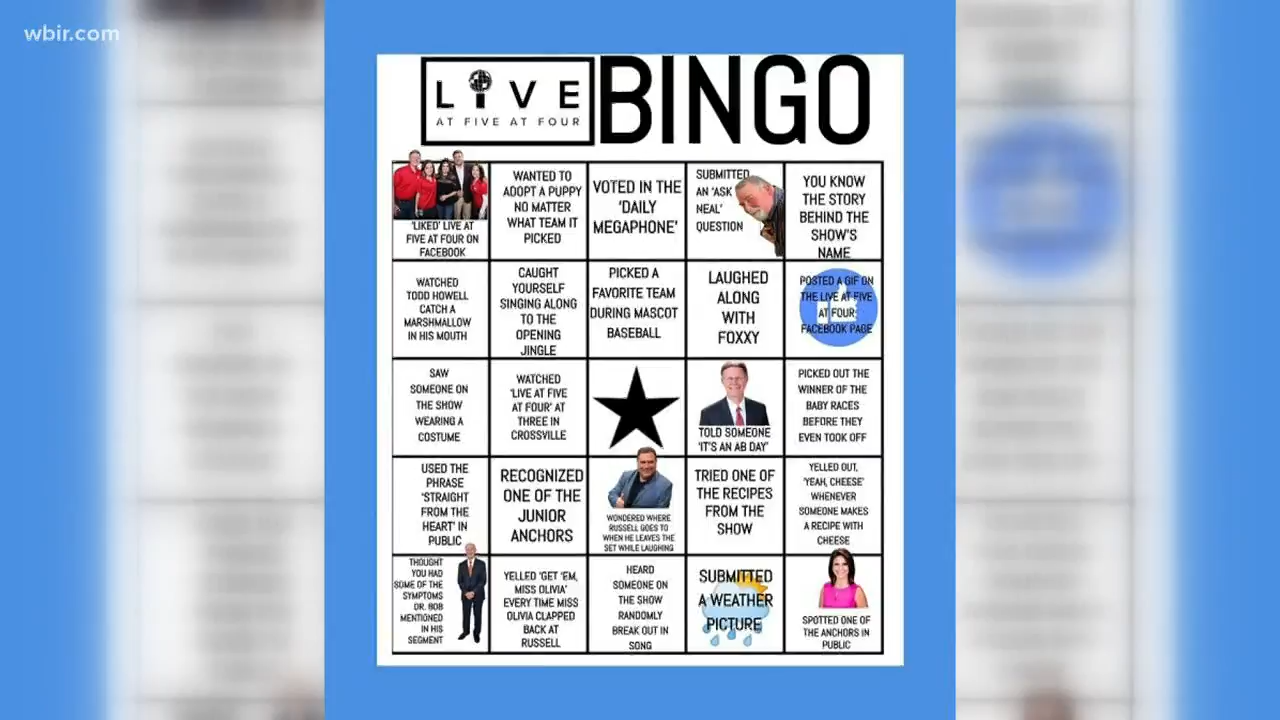 wbir.com
LIVE
AT FIVE AT FOUR
BINGO
'LIKED' LIVE AT
FIVE AT FOUR ON
FACEBOOK
WANTED TO
ADOPT A PUPPY
NO MATTER
WHAT TEAM IT
PICKED
VOTED IN THE
'DAILY
MEGAPHONE'
SUBMITTED
AN 'ASK
NEAL'
QUESTION
YOU KNOW
THE STORY
BEHIND THE
SHOW'S
NAME
WATCHED
TODD HOWELL
CATCH A
MARSHMALLOW
IN HIS MOUTH
CAUGHT
YOURSELF
SINGING ALONG
TO THE
OPENING
JINGLE
PICKED A
FAVORITE TEAM
DURING MASCOT
BASEBALL
LAUGHED
ALONG
WITH
FOXXY
POSTED A GIF ON
THE LIVE AT FIVE
AT FOUR
FACEBOOK PAGE
SAW
SOMEONE ON
THE SHOW
WEARING A
COSTUME
WATCHED
'LIVE AT FIVE
AT FOUR' AT
THREE IN
CROSSVILLE
TOLD SOMEONE
'IT'S AN AB DAY'
PICKED OUT THE
WINNER OF THE
BABY RACES
BEFORE THEY
EVEN TOOK OFF
USED THE
PHRASE
'STRAIGHT
FROM THE
HEART' IN
PUBLIC
RECOGNIZED
ONE OF THE
JUNIOR
ANCHORS
WONDERED WHERE
RUSSELL GOES TO
WHEN HE LEAVES THE
SET WHILE LAUGHING
TRIED ONE OF
THE RECIPES
FROM THE
SHOW
YELLED OUT,
'YEAH, CHEESE'
WHENEVER
SOMEONE MAKES
A RECIPE WITH
CHEESE
THOUGHT
YOU HAD
SOME OF THE
SYMPTOMS
DR. BOB
MENTIONED
IN HIS
SEGMENT
YELLED 'GET 'EM,
MISS OLIVIA'
EVERY TIME MISS
OLIVIA CLAPPED
BACK AT
RUSSELL
HEARD
SOMEONE ON
THE SHOW
RANDOMLY
BREAK OUT IN
SONG
SUBMITTED
A WEATHER
PICTURE
SPOTTED ONE OF
THE ANCHORS IN
PUBLIC